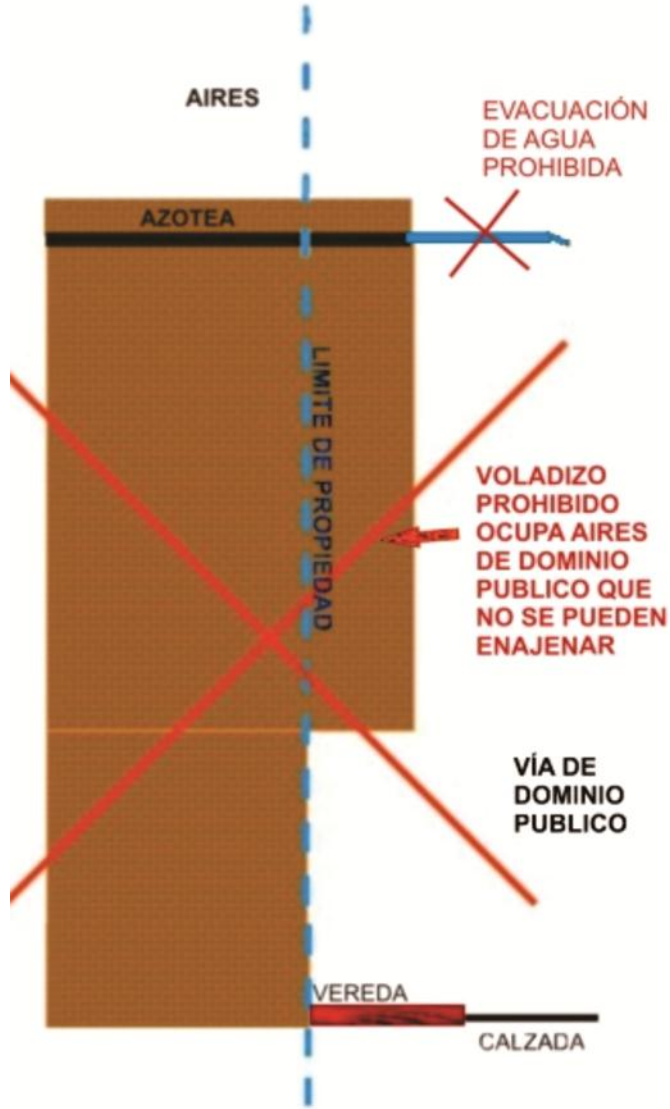 AIRES
EVACUACIÓN
DE AGUA
PROHIBIDA
AZOTEA
LIMITE DE PROPIEDAD
VOLADIZO
PROHIBIDO
OCUPA AIRES
DE DOMINIO
PUBLICO QUE
NO SE PUEDEN
ENAJENAR
VÍA DE
DOMINIO
PUBLICO
VEREDA
CALZADA